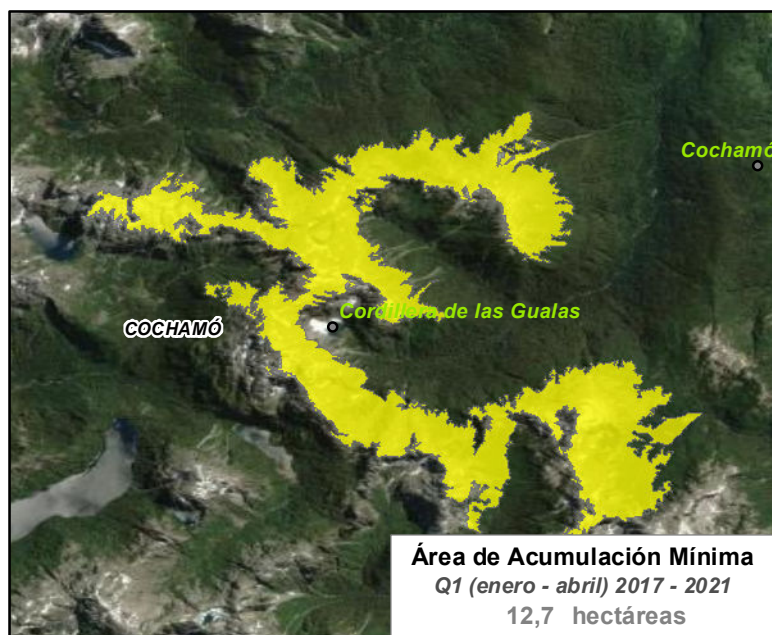 Cochamó
Cordillera de las Gualas
COCHAMÓ
Área de Acumulación Mínima
Q1 (enero - abril) 2017 - 2021
12,7 hectáreas